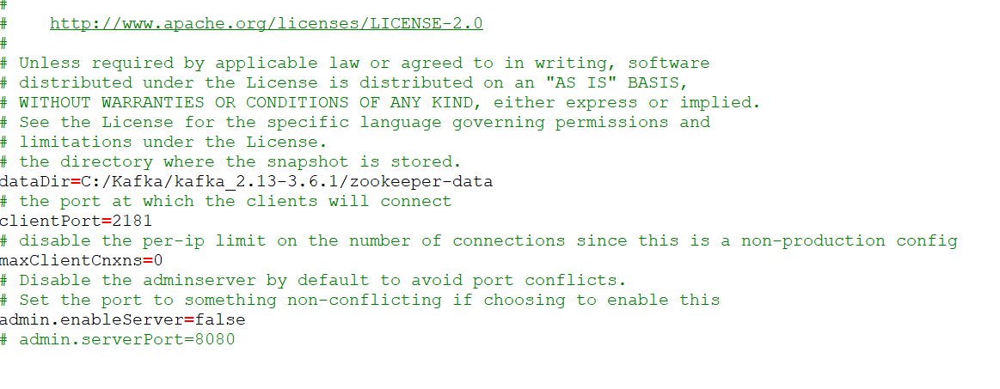 #
#    http://www.apache.org/licenses/LICENSE-2.0
#
# Unless required by applicable law or agreed to in writing, software
# distributed under the License is distributed on an "AS IS" BASIS,
# WITHOUT WARRANTIES OR CONDITIONS OF ANY KIND, either express or implied.
# See the License for the specific language governing permissions and
# limitations under the License.
# the directory where the snapshot is stored.
dataDir=C:/Kafka/kafka_2.13-3.6.1/zookeeper-data
# the port at which the clients will connect
clientPort=2181
# disable the per-ip limit on the number of connections since this is a non-production config
maxClientCnxns=0
# Disable the adminserver by default to avoid port conflicts.
# Set the port to something non-conflicting if choosing to enable this
admin.enableServer=false
# admin.serverPort=8080